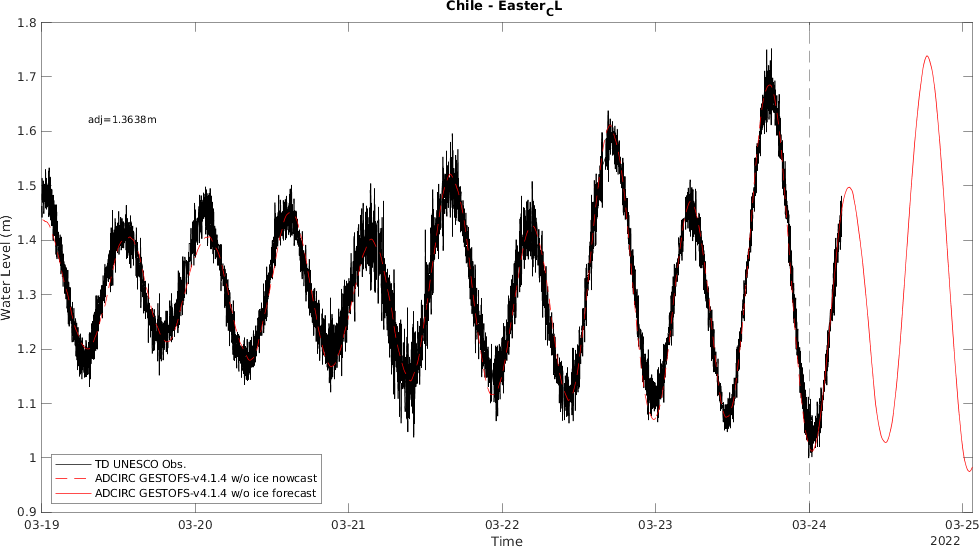 Chile - EasterCL
1.8
1.7
1.6
1.5
1.4
1.3
1.2
1.1
1
0.9
Water Level (m)
adj=1.3638m
TD UNESCO Obs.
ADCIRC GESTOFS-v4.1.4 w/o ice nowcast
ADCIRC GESTOFS-v4.1.4 w/o ice forecast
03-19 03-20 03-21 03-22 03-23 03-24 03-25
Time 2022